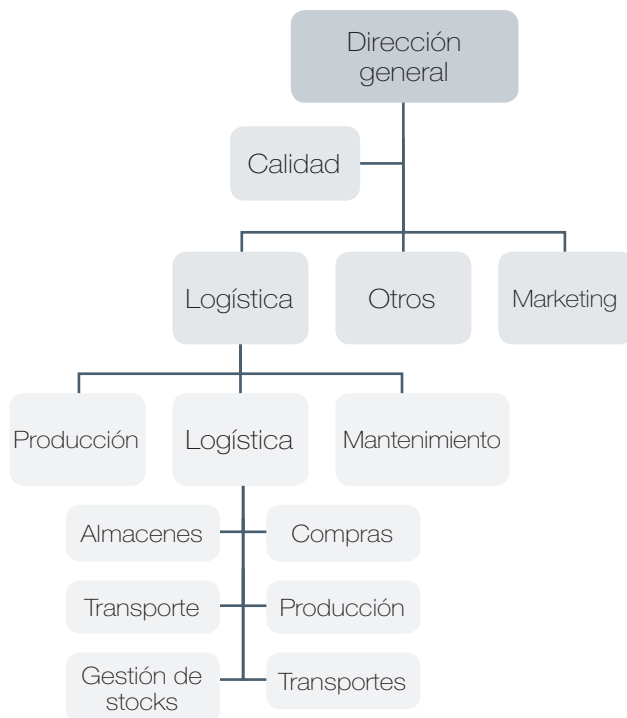 Dirección
general
Calidad
Logística
Otros
Marketing
Producción
Logística
Mantenimiento
Almacenes
Compras
Transporte
Producción
Gestión de
stocks
Transportes